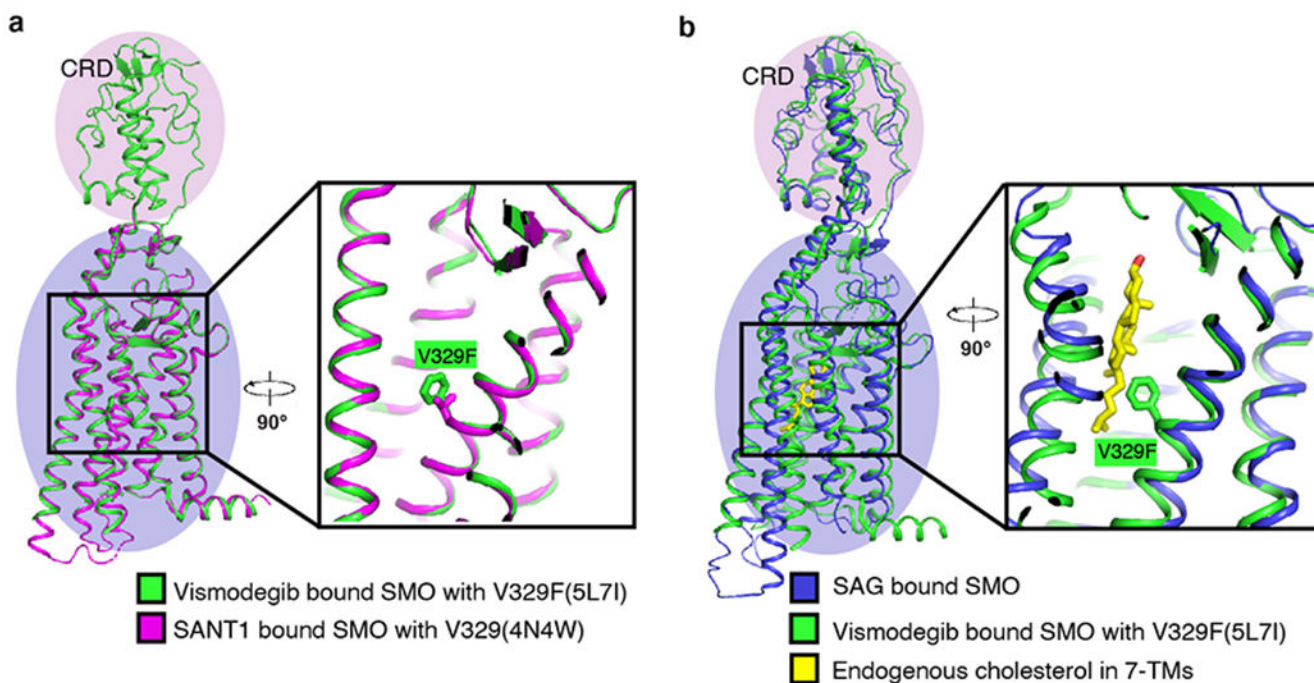 a
CRD
V329F
90°
Vismodegib bound SMO with V329F(5L7I)
SANT1 bound SMO with V329(4N4W)
b
CRD
90°
V329F
SAG bound SMO
Vismodegib bound SMO with V329F(5L7I)
Endogenous cholesterol in 7-TMs